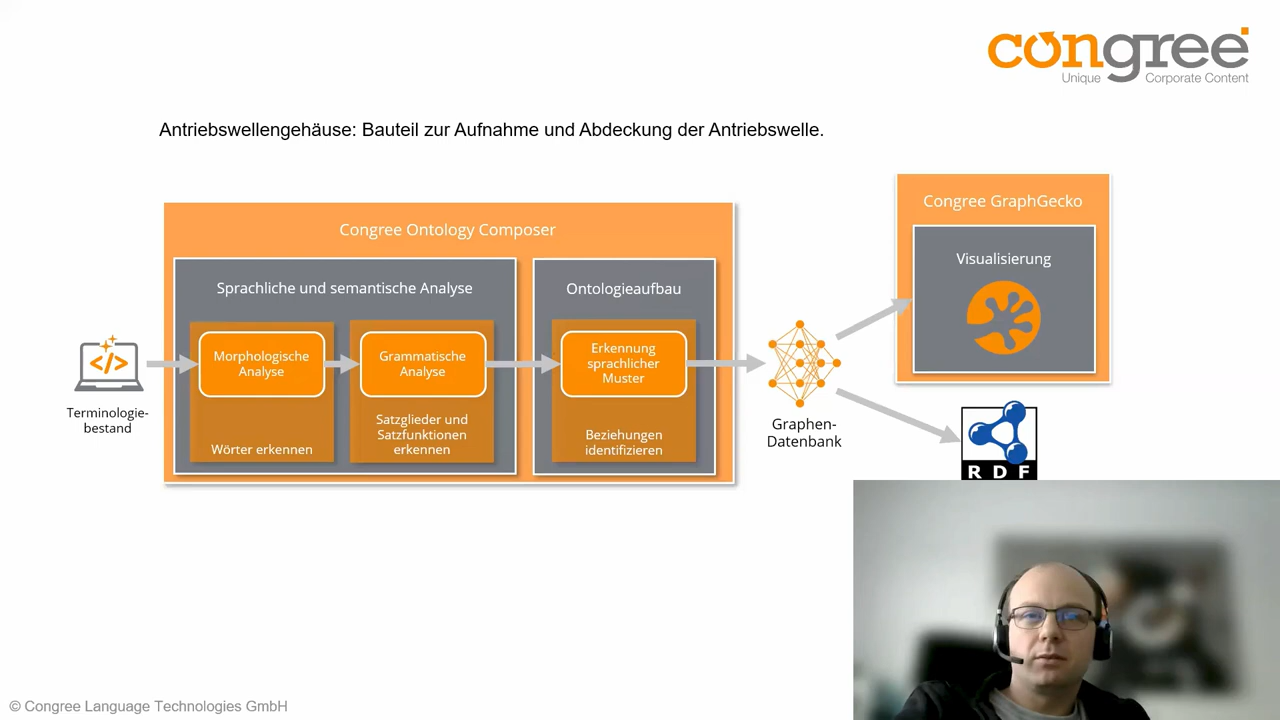 congree
Unique Corporate Content
Antriebswellengehäuse: Bauteil zur Aufnahme und Abdeckung der Antriebswelle.
Congree GraphGecko
Visualisierung
Congree Ontology Composer
Sprachliche und semantische Analyse
Ontologieaufbau
Terminologie-
bestand
Morphologische
Analyse
Wörter erkennen
Grammatische
Analyse
Satzglieder und
Satzfunktionen
erkennen
Erkennung
sprachlicher
Muster
Beziehungen
identifizieren
Graphen-
Datenbank
RDF
© Congree Language Technologies GmbH